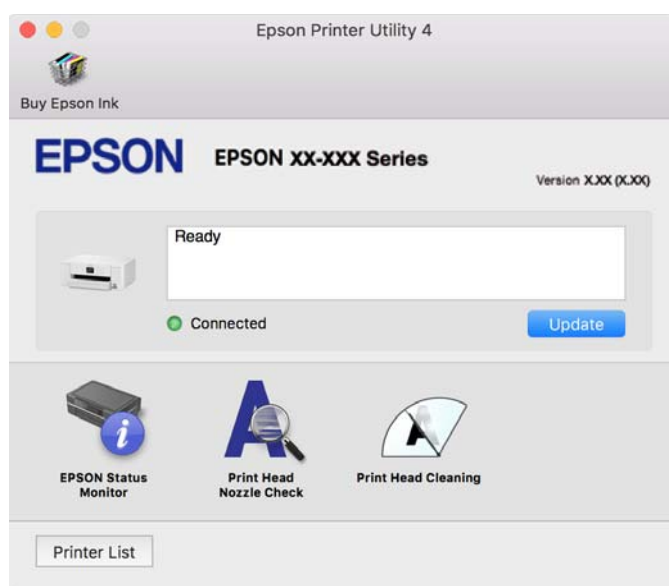 Epson Printer Utility 4
Buy Epson Ink
EPSON
EPSON XX-XXX Series
Version X.XX (X.XX)
Ready
Connected
Update
EPSON Status
Monitor
Print Head
Nozzle Check
Print Head Cleaning
Printer List